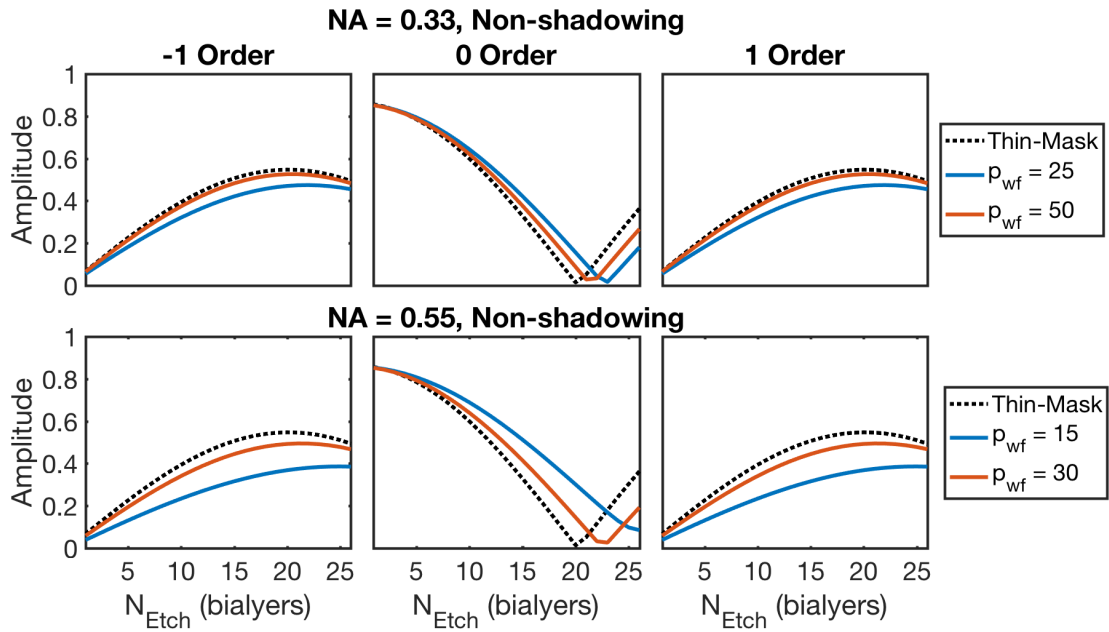 NA = 0.33, Non-shadowing
-1 Order 0 Order 1 Order
Amplitude
1
0.8
0.6
0.4
0.2
0
Thin-Mask
p_wf = 25
p_wf = 50
NA = 0.55, Non-shadowing
Amplitude
1
0.8
0.6
0.4
0.2
0
Thin-Mask
p_wf = 15
p_wf = 30
5 10 15 20 25 5 10 15 20 25 5 10 15 20 25
N_Etch (bialyers) N_Etch (bialyers) N_Etch (bialyers)